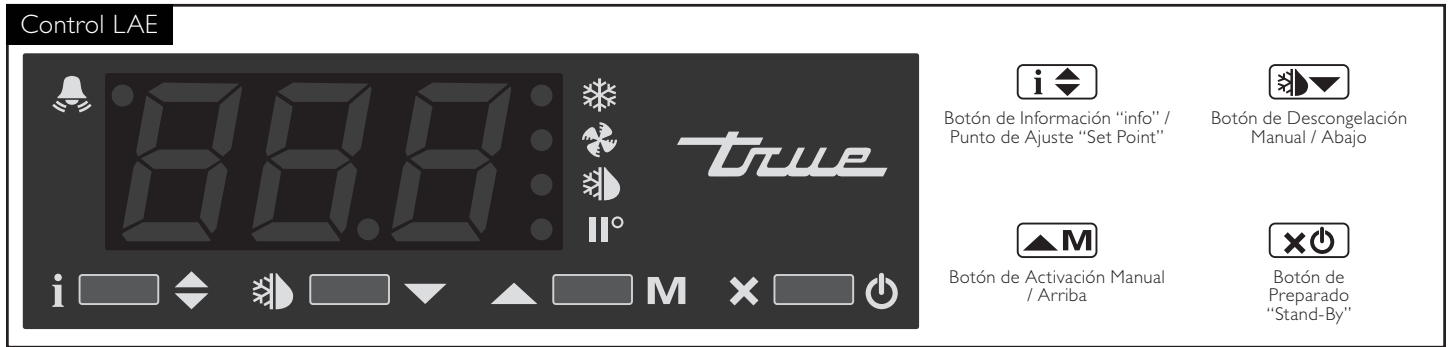 Control LAE
true
II°
i
M
i
Botón de Información “info” /
Punto de Ajuste “Set Point”
Botón de Descongelación
Manual / Abajo
M
Botón de Activación Manual
/ Arriba
Botón de
Preparado
“Stand-By”